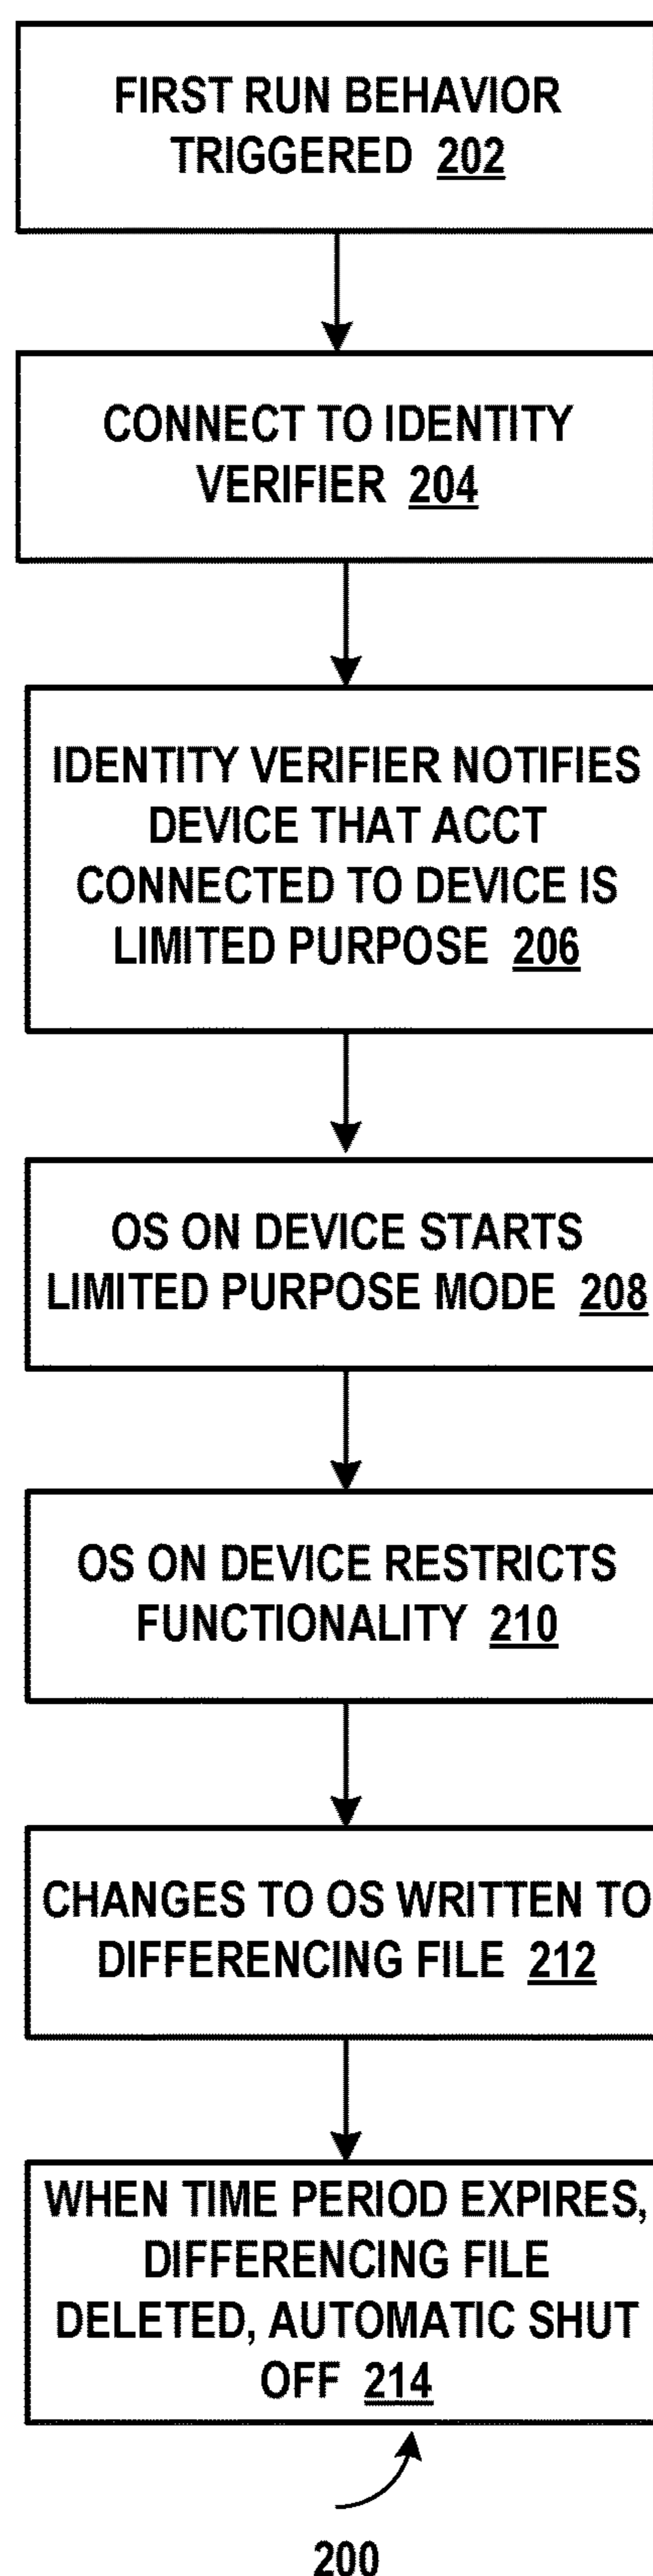 FIRST RUN BEHAVIOR
TRIGGERED 202
CONNECT TO IDENTITY
VERIFIER 204
IDENTITY VERIFIER NOTIFIES
DEVICE THAT ACCT
CONNECTED TO DEVICE IS
LIMITED PURPOSE 206
OS ON DEVICE STARTS
LIMITED PURPOSE MODE 208
OS ON DEVICE RESTRICTS
FUNCTIONALITY 210
CHANGES TO OS WRITTEN TO
DIFFERENCING FILE 212
WHEN TIME PERIOD EXPIRES,
DIFFERENCING FILE
DELETED, AUTOMATIC SHUT
OFF 214
200